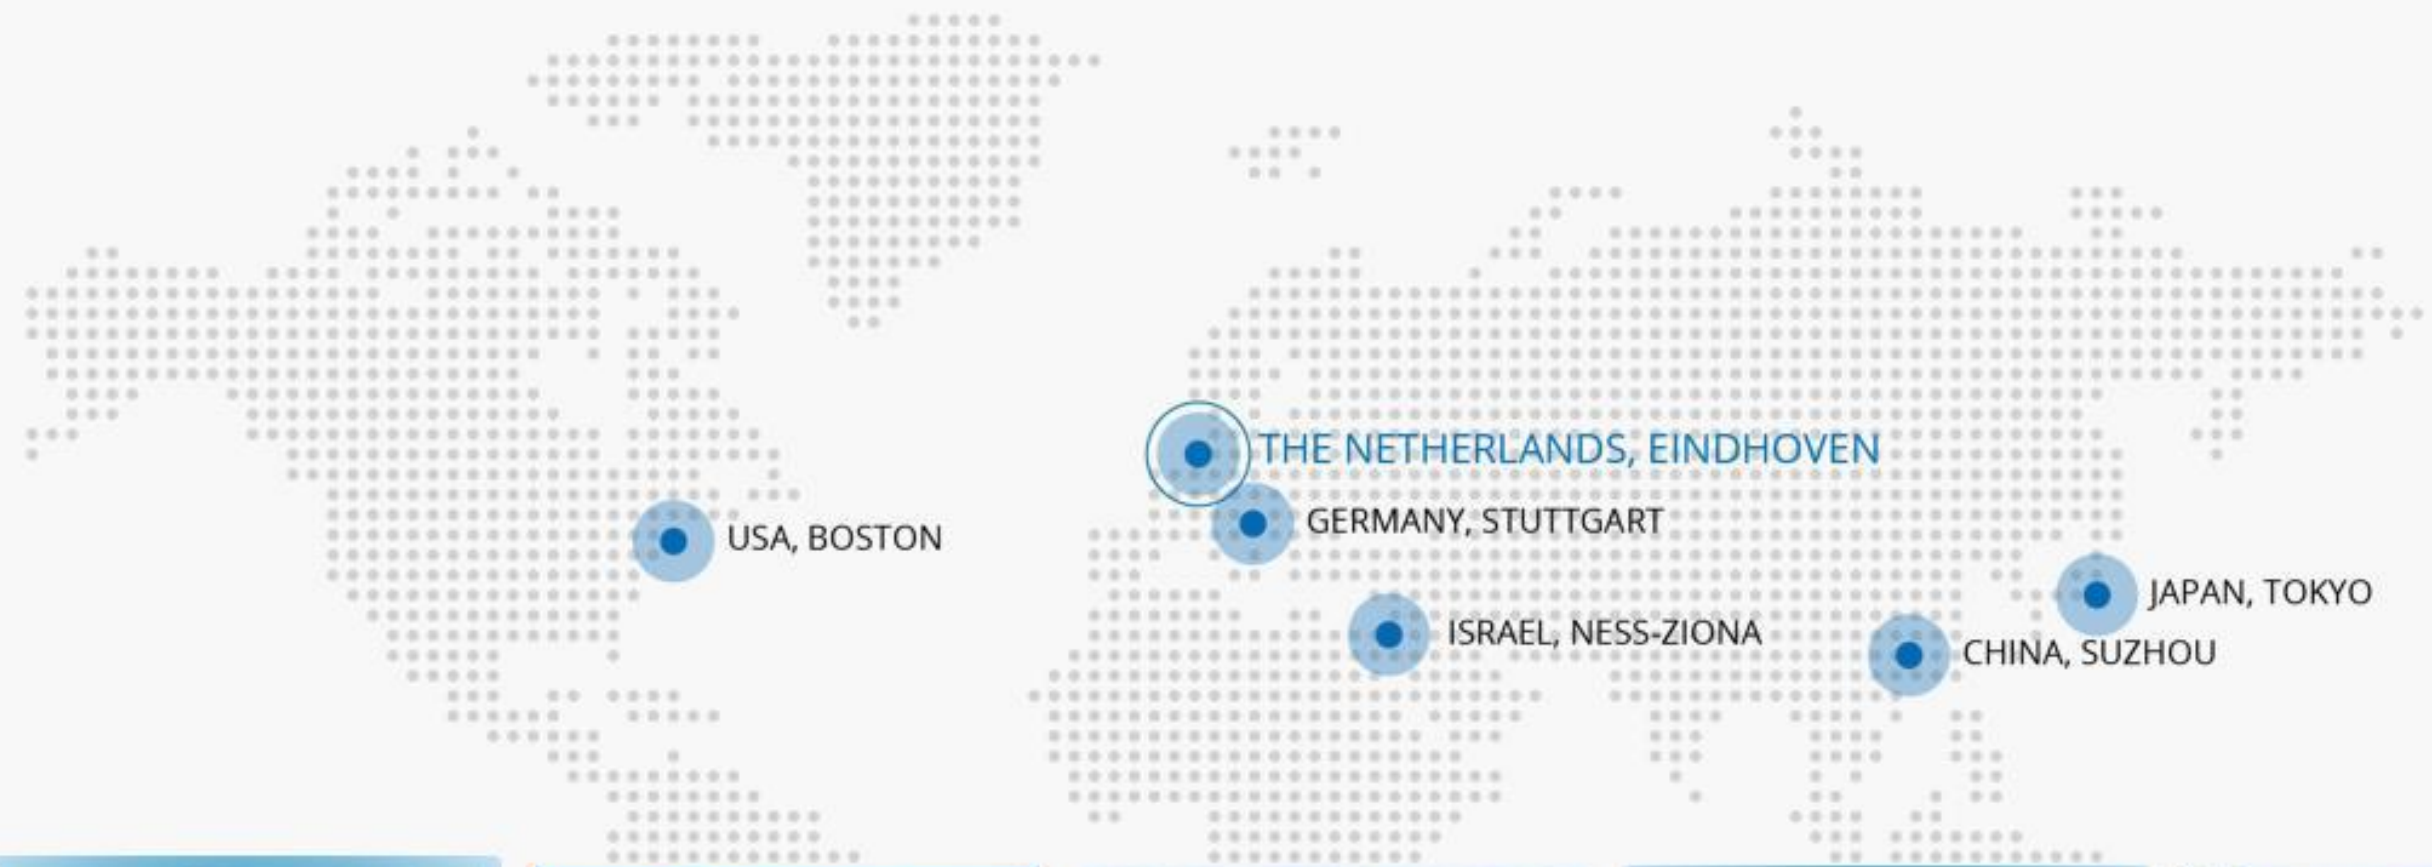 THE NETHERLANDS, EINDHOVEN
GERMANY, STUTTGART
USA, BOSTON
JAPAN, TOKYO
ISRAEL, NESS-ZIONA
CHINA, SUZHOU